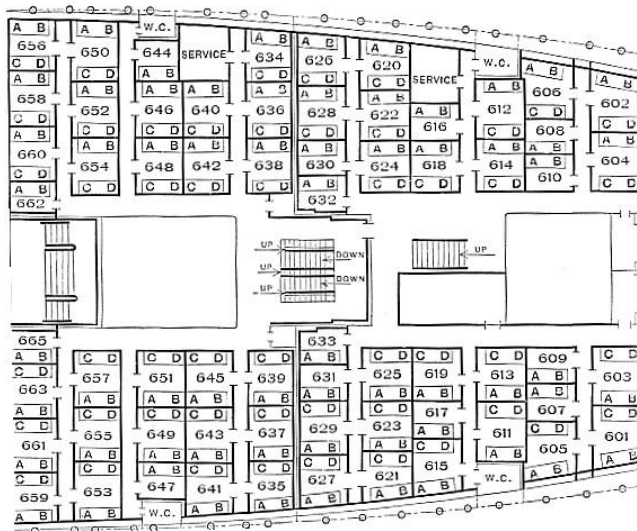 W.C.
A B A B 644 SERVICE A B A B A B W.C. A B A B
656 650 634 626 620 SERVICE 606 602
C D C D A B C D C D C D A B C D C D
A B A B A B A B A B A B A B A B
658 652 646 640 636 628 622 616 612 608 604
C D C D C D C D C D C D C D C D C D C D
A B A B A B A B A B A B A B A B A B A B
660 654 648 642 638 630 624 618 614 610
C D C D C D C D C D C D C D C D C D
A B A B
662 632
UP DOWN UP
UP DOWN
UP
665 633
A B C D C D C D C D A B C D C D C D 609 C D
C D 657 651 645 639 631 625 619 613 A B 603
663 A B A B A B A B C D A B A B A B A B A B
A B C D C D C D C D 629 C D 617 C D 607 C D
661 655 649 643 637 A B 623 A B 611 C D 601
A B A B A B A B A B C D A B C D A B 605 A B
C D C D C D C D C D 627 C D 615 W.C. A B
659 653 647 641 635 A B 621 A B
A B A B A B A B A B A B
W.C.